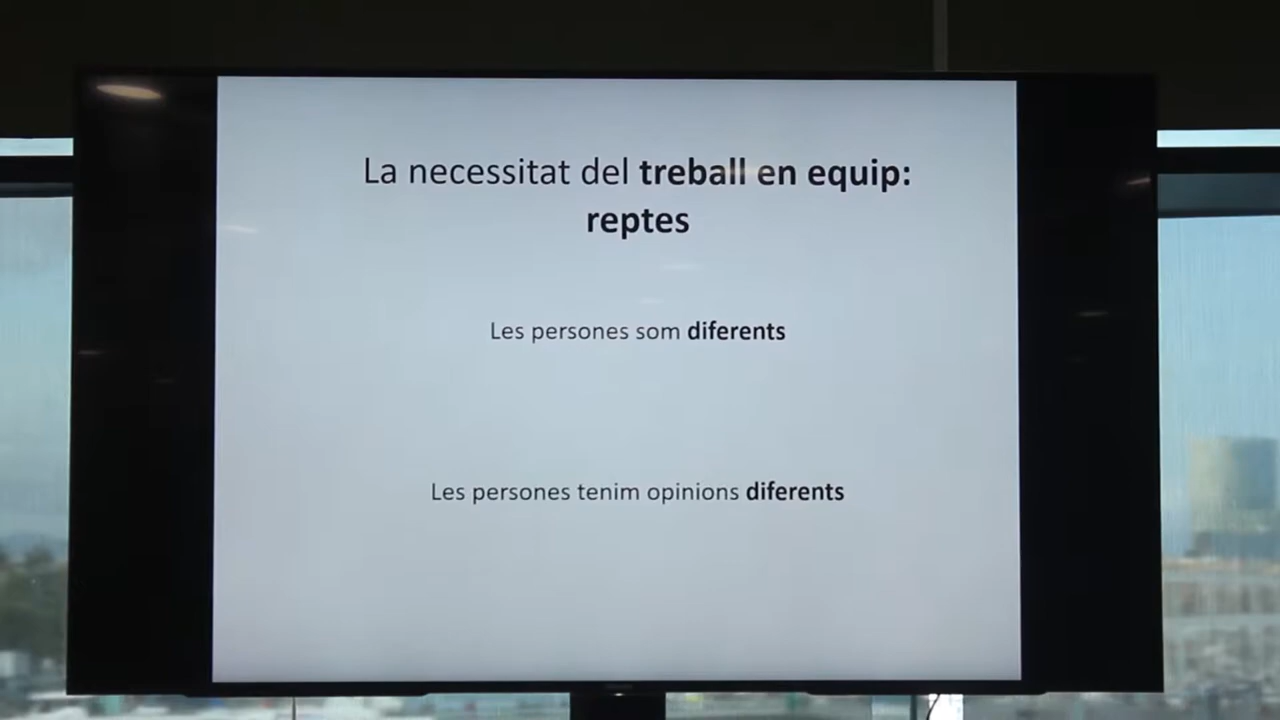 La necessitat del treball en equip:
reptes
Les persones som diferents
Les persones tenim opinions diferents